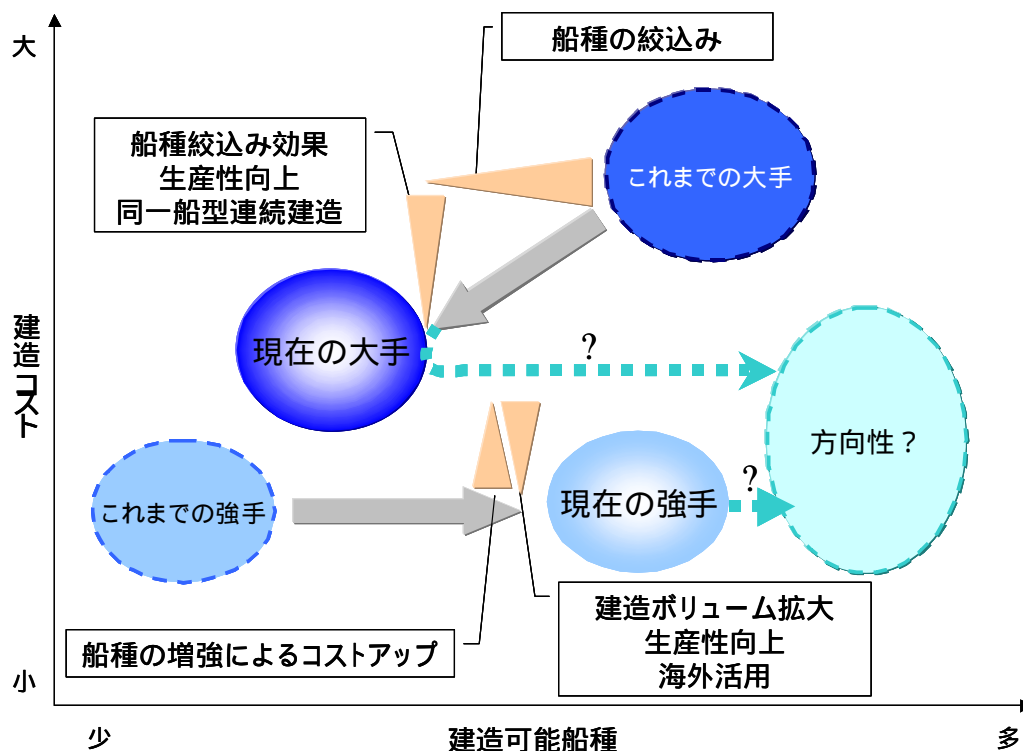 大
船種の絞込み
船種絞込み効果
生産性向上
同一船型連続建造
これまでの大手
建造コスト
現在の大手
?
方向性？
?
これまでの強手
現在の強手
建造ボリューム拡大
生産性向上
海外活用
船種の増強によるコストアップ
小
少
建造可能船種
多